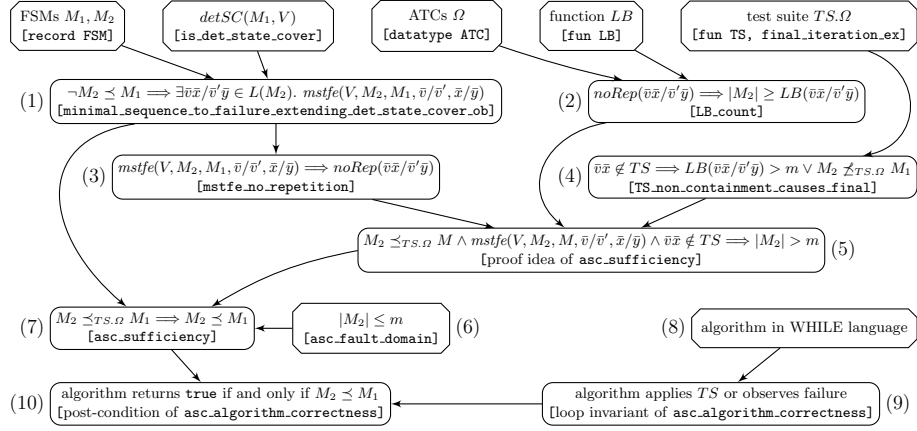 FSMs M₁, M₂
[record FSM]
detSC(M₁, V)
[is_det_state_cover]
ATCs Ω
[datatype ATC]
function LB
[fun LB]
test suite TS.Ω
[fun TS, final_iteration_ex]
(1)
¬M₂ ⪯ M₁ ⟹ ∃v̄x̄/v̄′ȳ ∈ L(M₂). mstfe(V, M₂, M₁, v̄/v̄′, x̄/ȳ)
[minimal_sequence_to_failure_extending_det_state_cover_ob]
(2)
noRep(v̄x̄/v̄′ȳ) ⟹ |M₂| ≥ LB(v̄x̄/v̄′ȳ)
[LB_count]
(3)
mstfe(V, M₂, M₁, v̄/v̄′, x̄/ȳ) ⟹ noRep(v̄x̄/v̄′ȳ)
[mstfe_no_repetition]
(4)
v̄x̄ ∉ TS ⟹ LB(v̄x̄/v̄′ȳ) > m ∨ M₂ ⪯̸_TS.Ω M₁
[TS_non_containment_causes_final]
M₂ ⪯_TS.Ω M ∧ mstfe(V, M₂, M, v̄/v̄′, x̄/ȳ) ∧ v̄x̄ ∉ TS ⟹ |M₂| > m
[proof idea of asc_sufficiency]
(5)
(7)
M₂ ⪯_TS.Ω M₁ ⟹ M₂ ⪯ M₁
[asc_sufficiency]
|M₂| ≤ m
[asc_fault_domain]
(6)
(8)
algorithm in WHILE language
(10)
algorithm returns true if and only if M₂ ⪯ M₁
[post-condition of asc_algorithm_correctness]
algorithm applies TS or observes failure
[loop invariant of asc_algorithm_correctness]
(9)